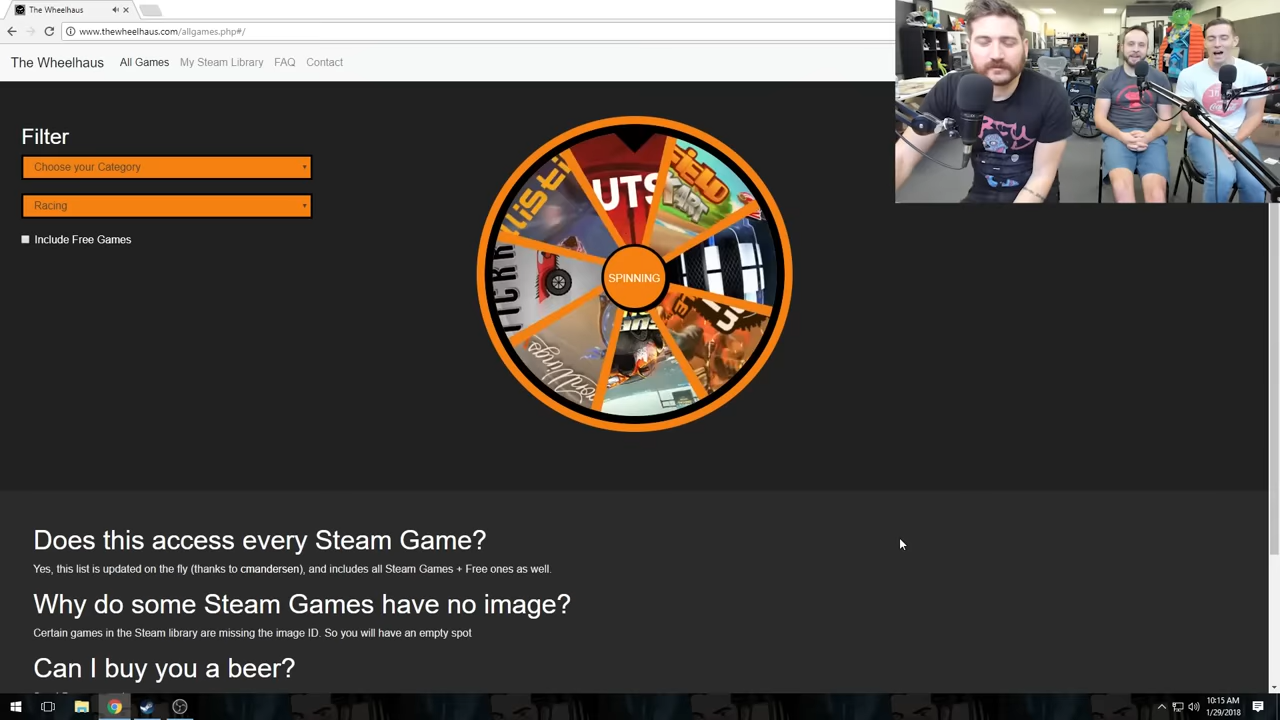 The Wheelhaus
www.thewheelhaus.com/allgames.php#/
The Wheelhaus
All Games
My Steam Library
FAQ
Contact
Filter
Choose your Category
Racing
Include Free Games
UTS
KART
SPINNING
Does this access every Steam Game?
Yes, this list is updated on the fly (thanks to cmandersen), and includes all Steam Games + Free ones as well.
Why do some Steam Games have no image?
Certain games in the Steam library are missing the image ID. So you will have an empty spot
Can I buy you a beer?
10:15 AM
1/29/2018